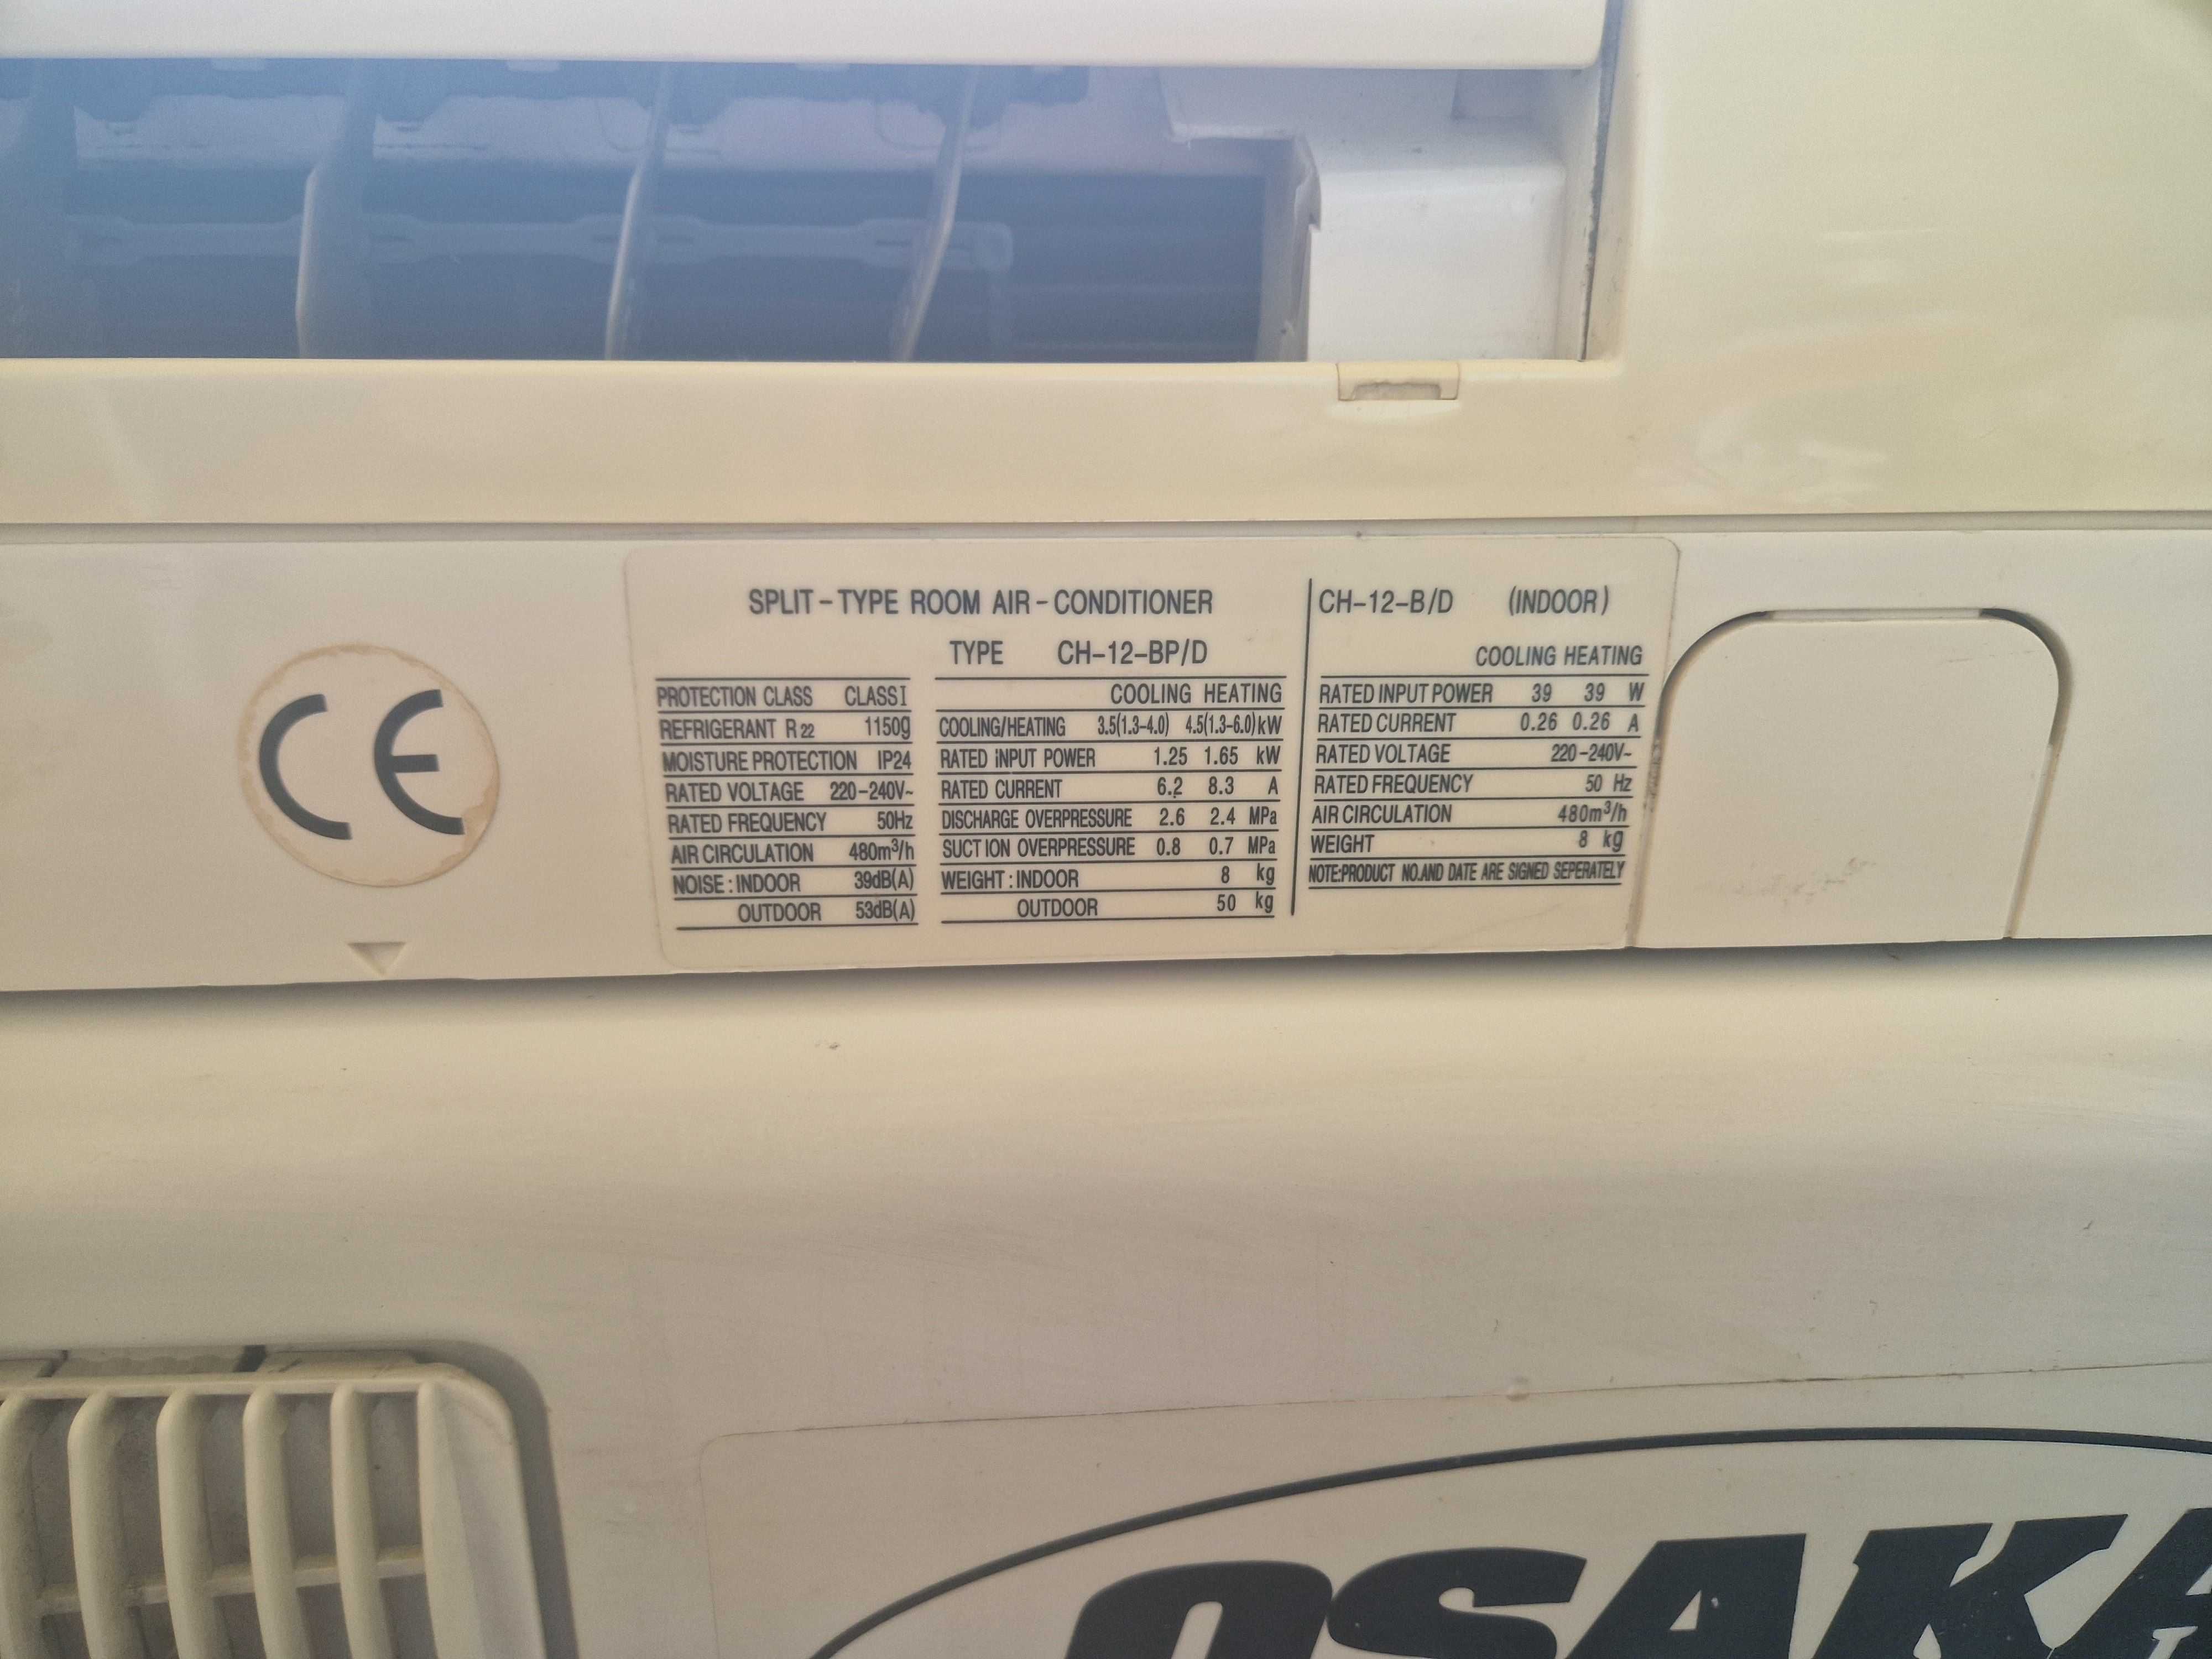 SPLIT-TYPE ROOM AIR-CONDITIONER
TYPE CH-12-BP/D
PROTECTION CLASS CLASSI
REFRIGERANT R22 1150g
MOISTURE PROTECTION IP24
RATED VOLTAGE 220-240V~
RATED FREQUENCY 50Hz
AIR CIRCULATION 480m³/h
NOISE: INDOOR 39dB(A)
OUTDOOR 53dB(A)
COOLING HEATING
COOLING/HEATING 3.5(1.3-4.0) 4.5(1.3-6.0)kW
RATED INPUT POWER 1.25 1.65 kW
RATED CURRENT 6.2 8.3 A
DISCHARGE OVERPRESSURE 2.6 2.4 MPa
SUCTION OVERPRESSURE 0.8 0.7 MPa
WEIGHT: INDOOR 8 kg
OUTDOOR 50 kg
CH-12-B/D (INDOOR)
COOLING HEATING
RATED INPUT POWER 39 39 W
RATED CURRENT 0.26 0.26 A
RATED VOLTAGE 220-240V~
RATED FREQUENCY 50 Hz
AIR CIRCULATION 480m³/h
WEIGHT 8 kg
NOTE:PRODUCT NO.AND DATE ARE SIGNED SEPERATELY
CE
OSAKA